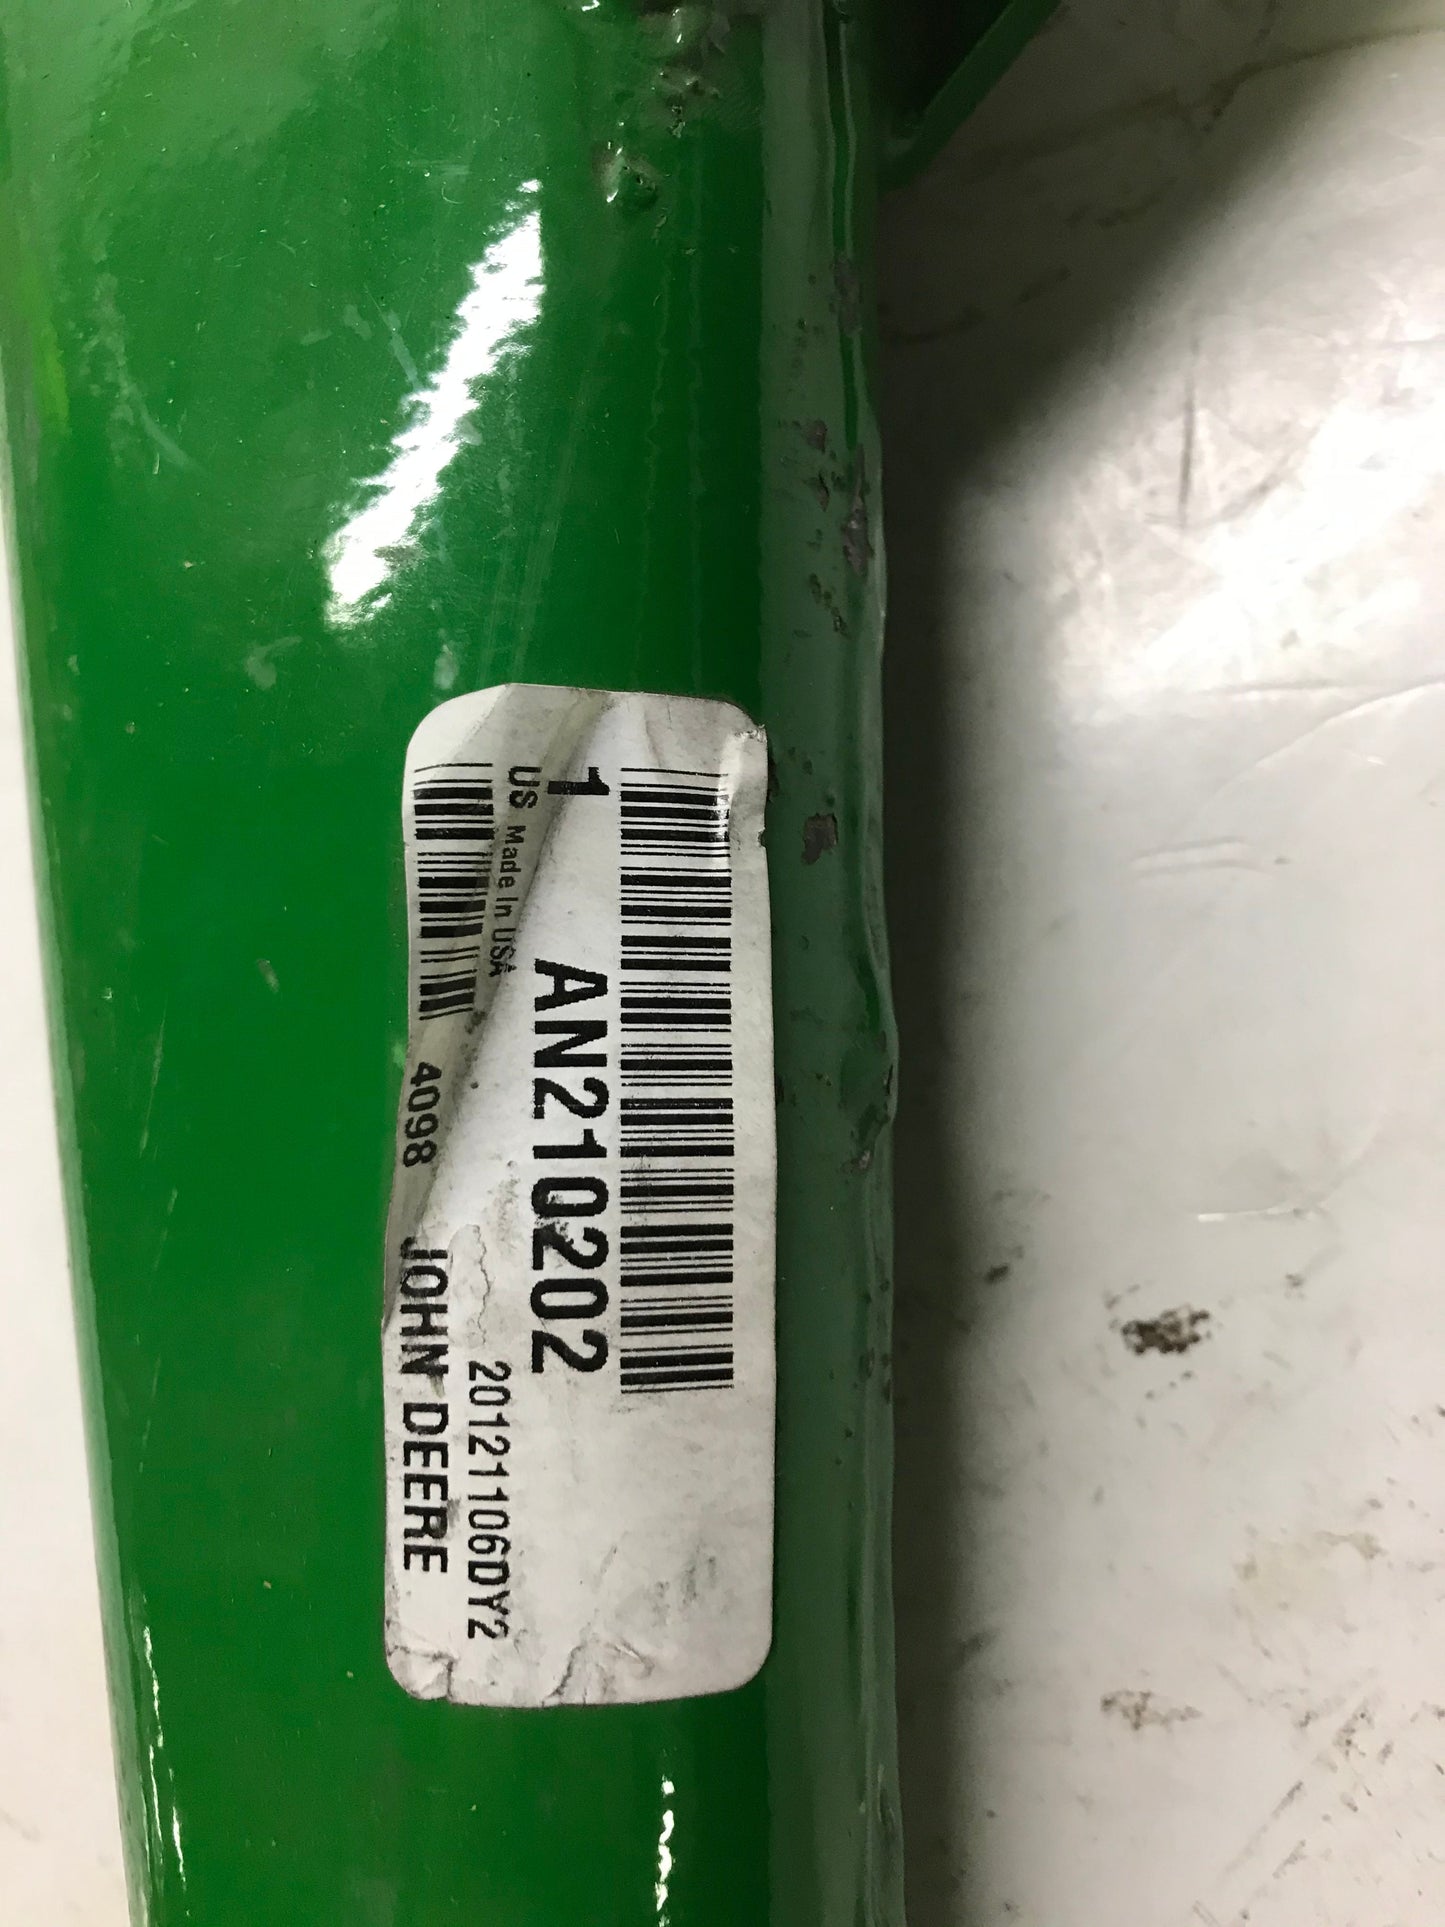 1
AN210202
US Made In USA
20121106DY2
4098
JOHN DEERE